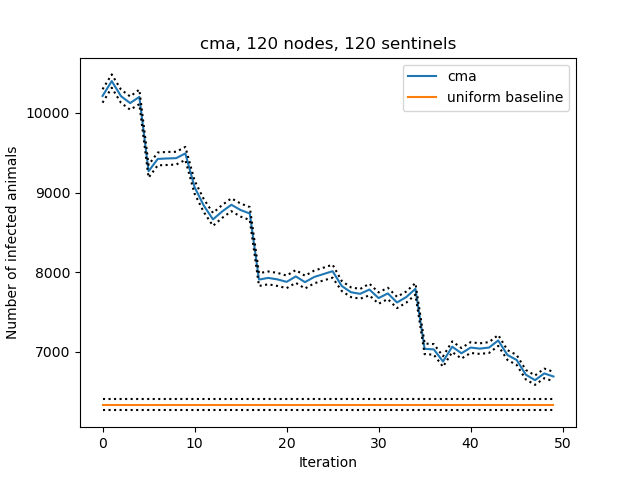 cma, 120 nodes, 120 sentinels
cma
uniform baseline
Number of infected animals
10000
9000
8000
7000
0
10
20
30
40
50
Iteration